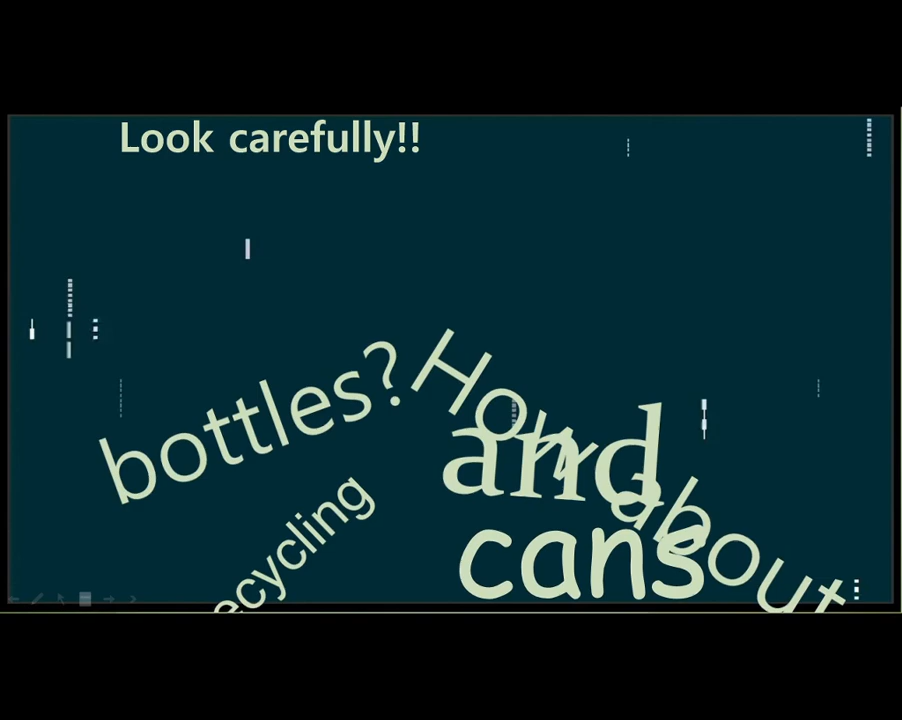 Look carefully!!
How about
bottles?
and
cans
ecycling